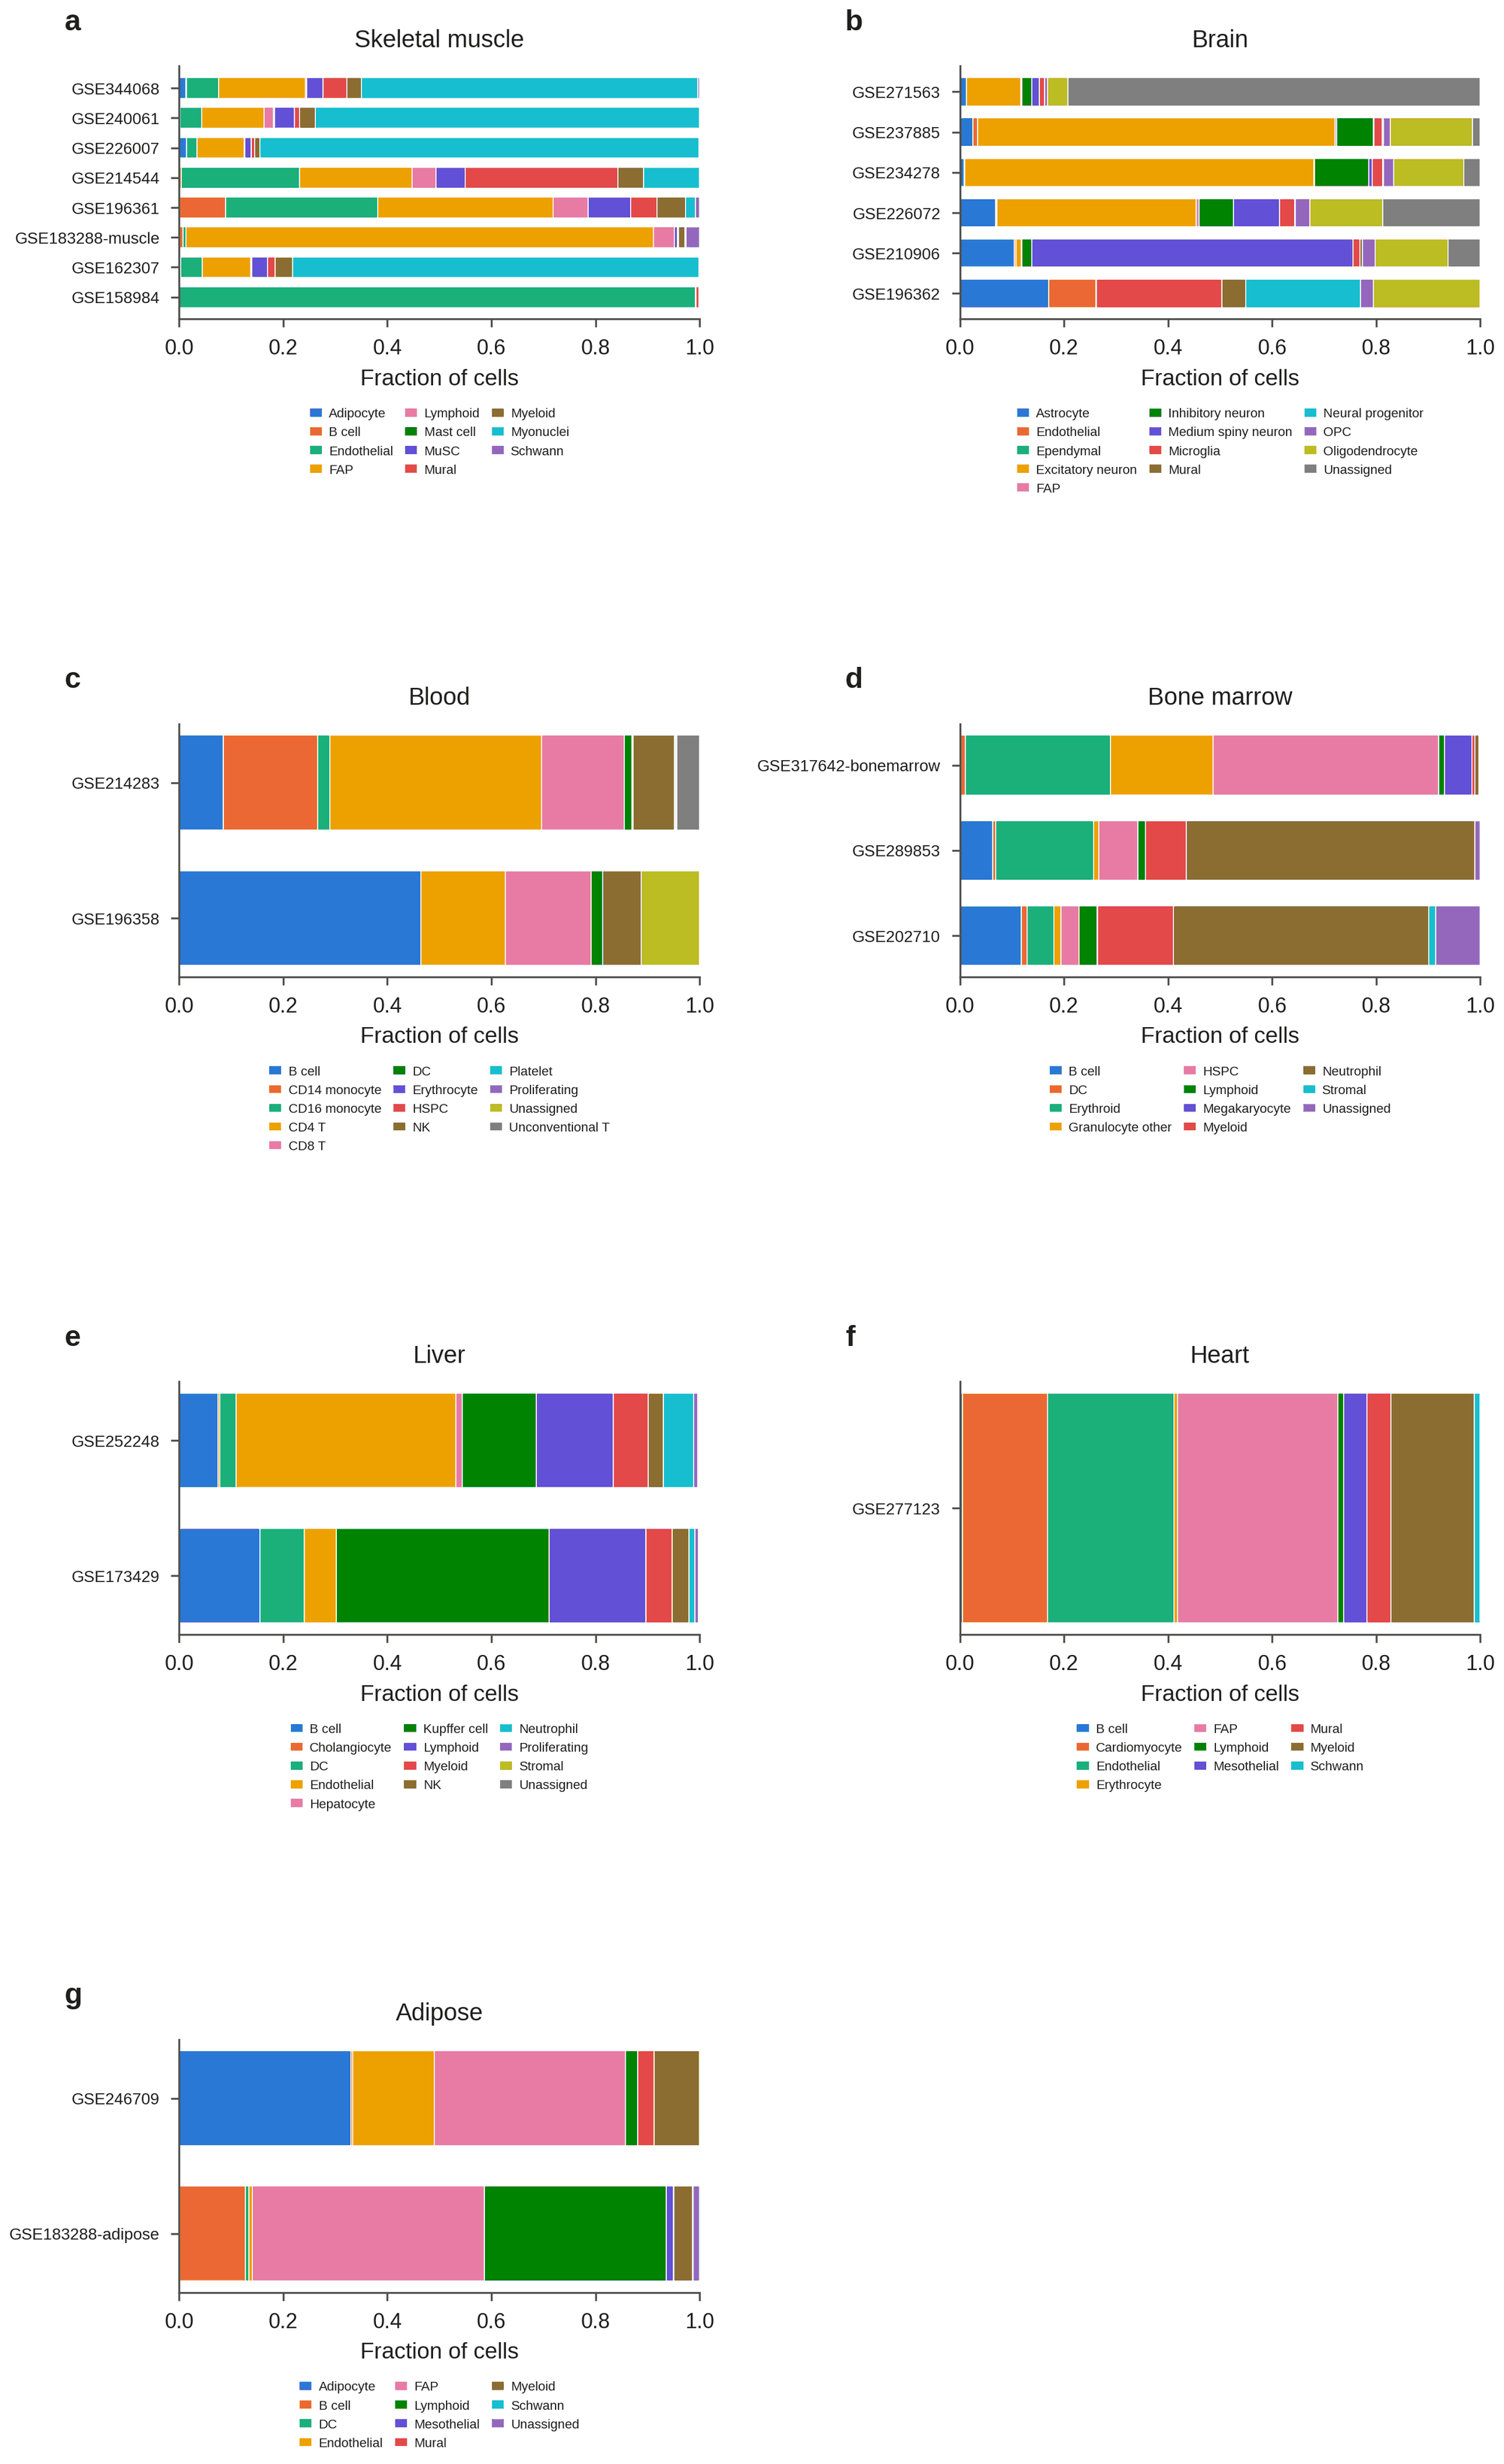 a
Skeletal muscle
GSE344068
GSE240061
GSE226007
GSE214544
GSE196361
GSE183288-muscle
GSE162307
GSE158984
0.0 0.2 0.4 0.6 0.8 1.0
Fraction of cells
Adipocyte Lymphoid Myeloid
B cell Mast cell Myonuclei
Endothelial MuSC Schwann
FAP Mural
b
Brain
GSE271563
GSE237885
GSE234278
GSE226072
GSE210906
GSE196362
0.0 0.2 0.4 0.6 0.8 1.0
Fraction of cells
Astrocyte Inhibitory neuron Neural progenitor
Endothelial Medium spiny neuron OPC
Ependymal Microglia Oligodendrocyte
Excitatory neuron Mural Unassigned
FAP
c
Blood
GSE214283
GSE196358
0.0 0.2 0.4 0.6 0.8 1.0
Fraction of cells
B cell DC Platelet
CD14 monocyte Erythrocyte Proliferating
CD16 monocyte HSPC Unassigned
CD4 T NK Unconventional T
CD8 T
d
Bone marrow
GSE317642-bonemarrow
GSE289853
GSE202710
0.0 0.2 0.4 0.6 0.8 1.0
Fraction of cells
B cell HSPC Neutrophil
DC Lymphoid Stromal
Erythroid Megakaryocyte Unassigned
Granulocyte other Myeloid
e
Liver
GSE252248
GSE173429
0.0 0.2 0.4 0.6 0.8 1.0
Fraction of cells
B cell Kupffer cell Neutrophil
Cholangiocyte Lymphoid Proliferating
DC Myeloid Stromal
Endothelial NK Unassigned
Hepatocyte
f
Heart
GSE277123
0.0 0.2 0.4 0.6 0.8 1.0
Fraction of cells
B cell FAP Mural
Cardiomyocyte Lymphoid Myeloid
Endothelial Mesothelial Schwann
Erythrocyte
g
Adipose
GSE246709
GSE183288-adipose
0.0 0.2 0.4 0.6 0.8 1.0
Fraction of cells
Adipocyte FAP Myeloid
B cell Lymphoid Schwann
DC Mesothelial Unassigned
Endothelial Mural